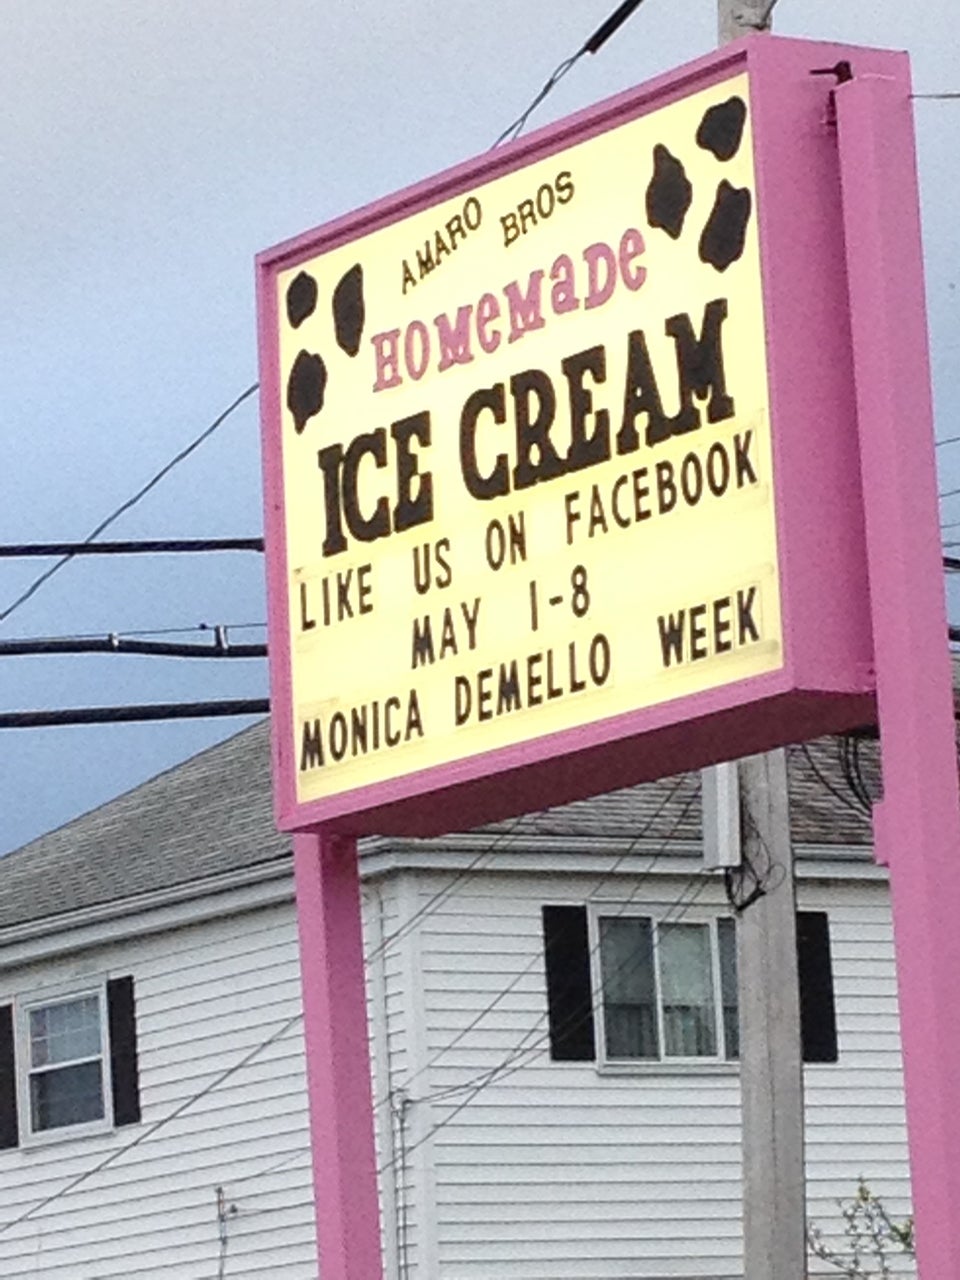 AMARO BROS
HOMEMADE
ICE CREAM
LIKE US ON FACEBOOK
MAY 1-8
MONICA DEMELLO WEEK